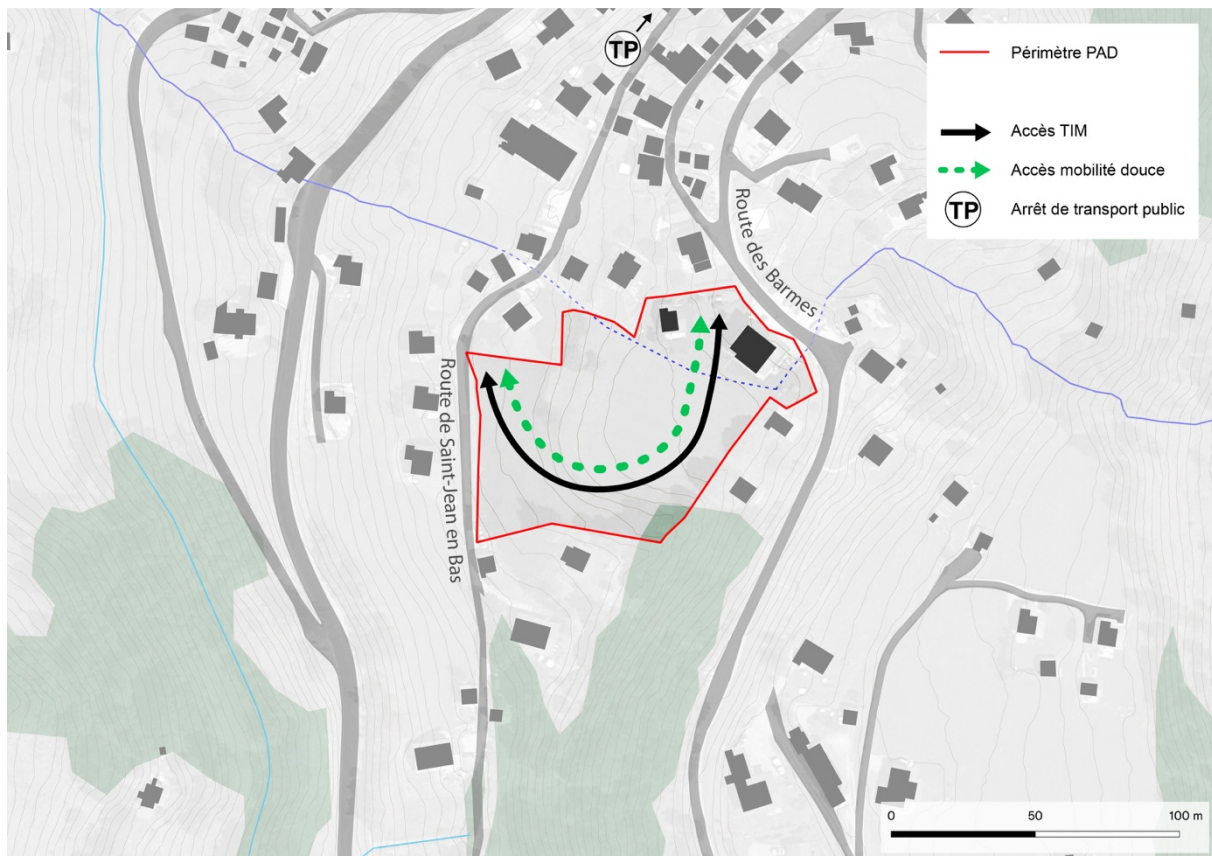 TP
Périmètre PAD
Accès TIM
Accès mobilité douce
TP Arrêt de transport public
Route des Barmes
Route de Saint-Jean en Bas
0 50 100 m